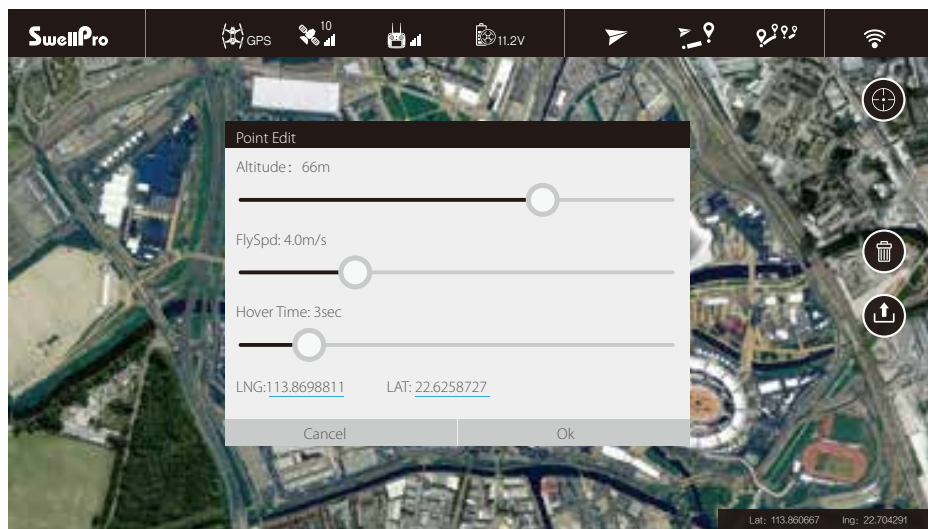 SwellPro GPS 10 11.2V
Point Edit
Altitude: 66m
FlySpd: 4.0m/s
Hover Time: 3sec
LNG:113.8698811 LAT: 22.6258727
Cancel Ok
Lat: 113.860667 lng: 22.704291